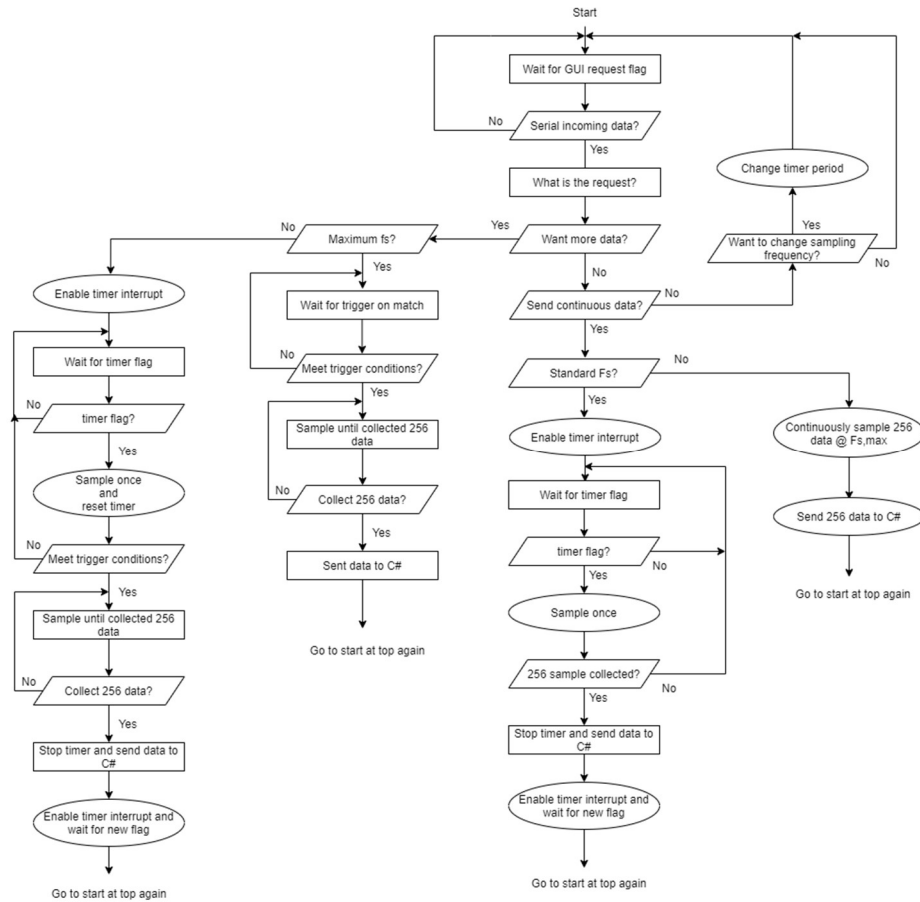 Start
Wait for GUI request flag
No
Serial incoming data?
Yes
What is the request?
Change timer period
Yes
No
Maximum fs?
Yes
Want more data?
Want to change sampling
frequency?
No
Yes
No
Enable timer interrupt
Wait for trigger on match
Send continuous data?
No
Yes
Wait for timer flag
No
Meet trigger conditions?
Standard Fs?
No
No
Yes
Yes
timer flag?
Continuously sample 256
data @ Fs,max
Sample until collected 256
data
Enable timer interrupt
Yes
Sample once
and
reset timer
No
Collect 256 data?
Wait for timer flag
Send 256 data to C#
Yes
No
Meet trigger conditions?
Sent data to C#
timer flag?
No
Yes
Yes
Go to start at top again
Sample until collected 256
data
Sample once
Go to start at top again
No
Collect 256 data?
256 sample collected?
No
Yes
Yes
Stop timer and send data to
C#
Stop timer and send data to
C#
Enable timer interrupt and
wait for new flag
Enable timer interrupt and
wait for new flag
Go to start at top again
Go to start at top again